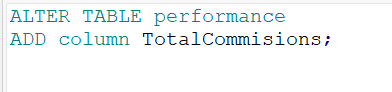 ALTER TABLE performance
ADD column TotalCommisions;